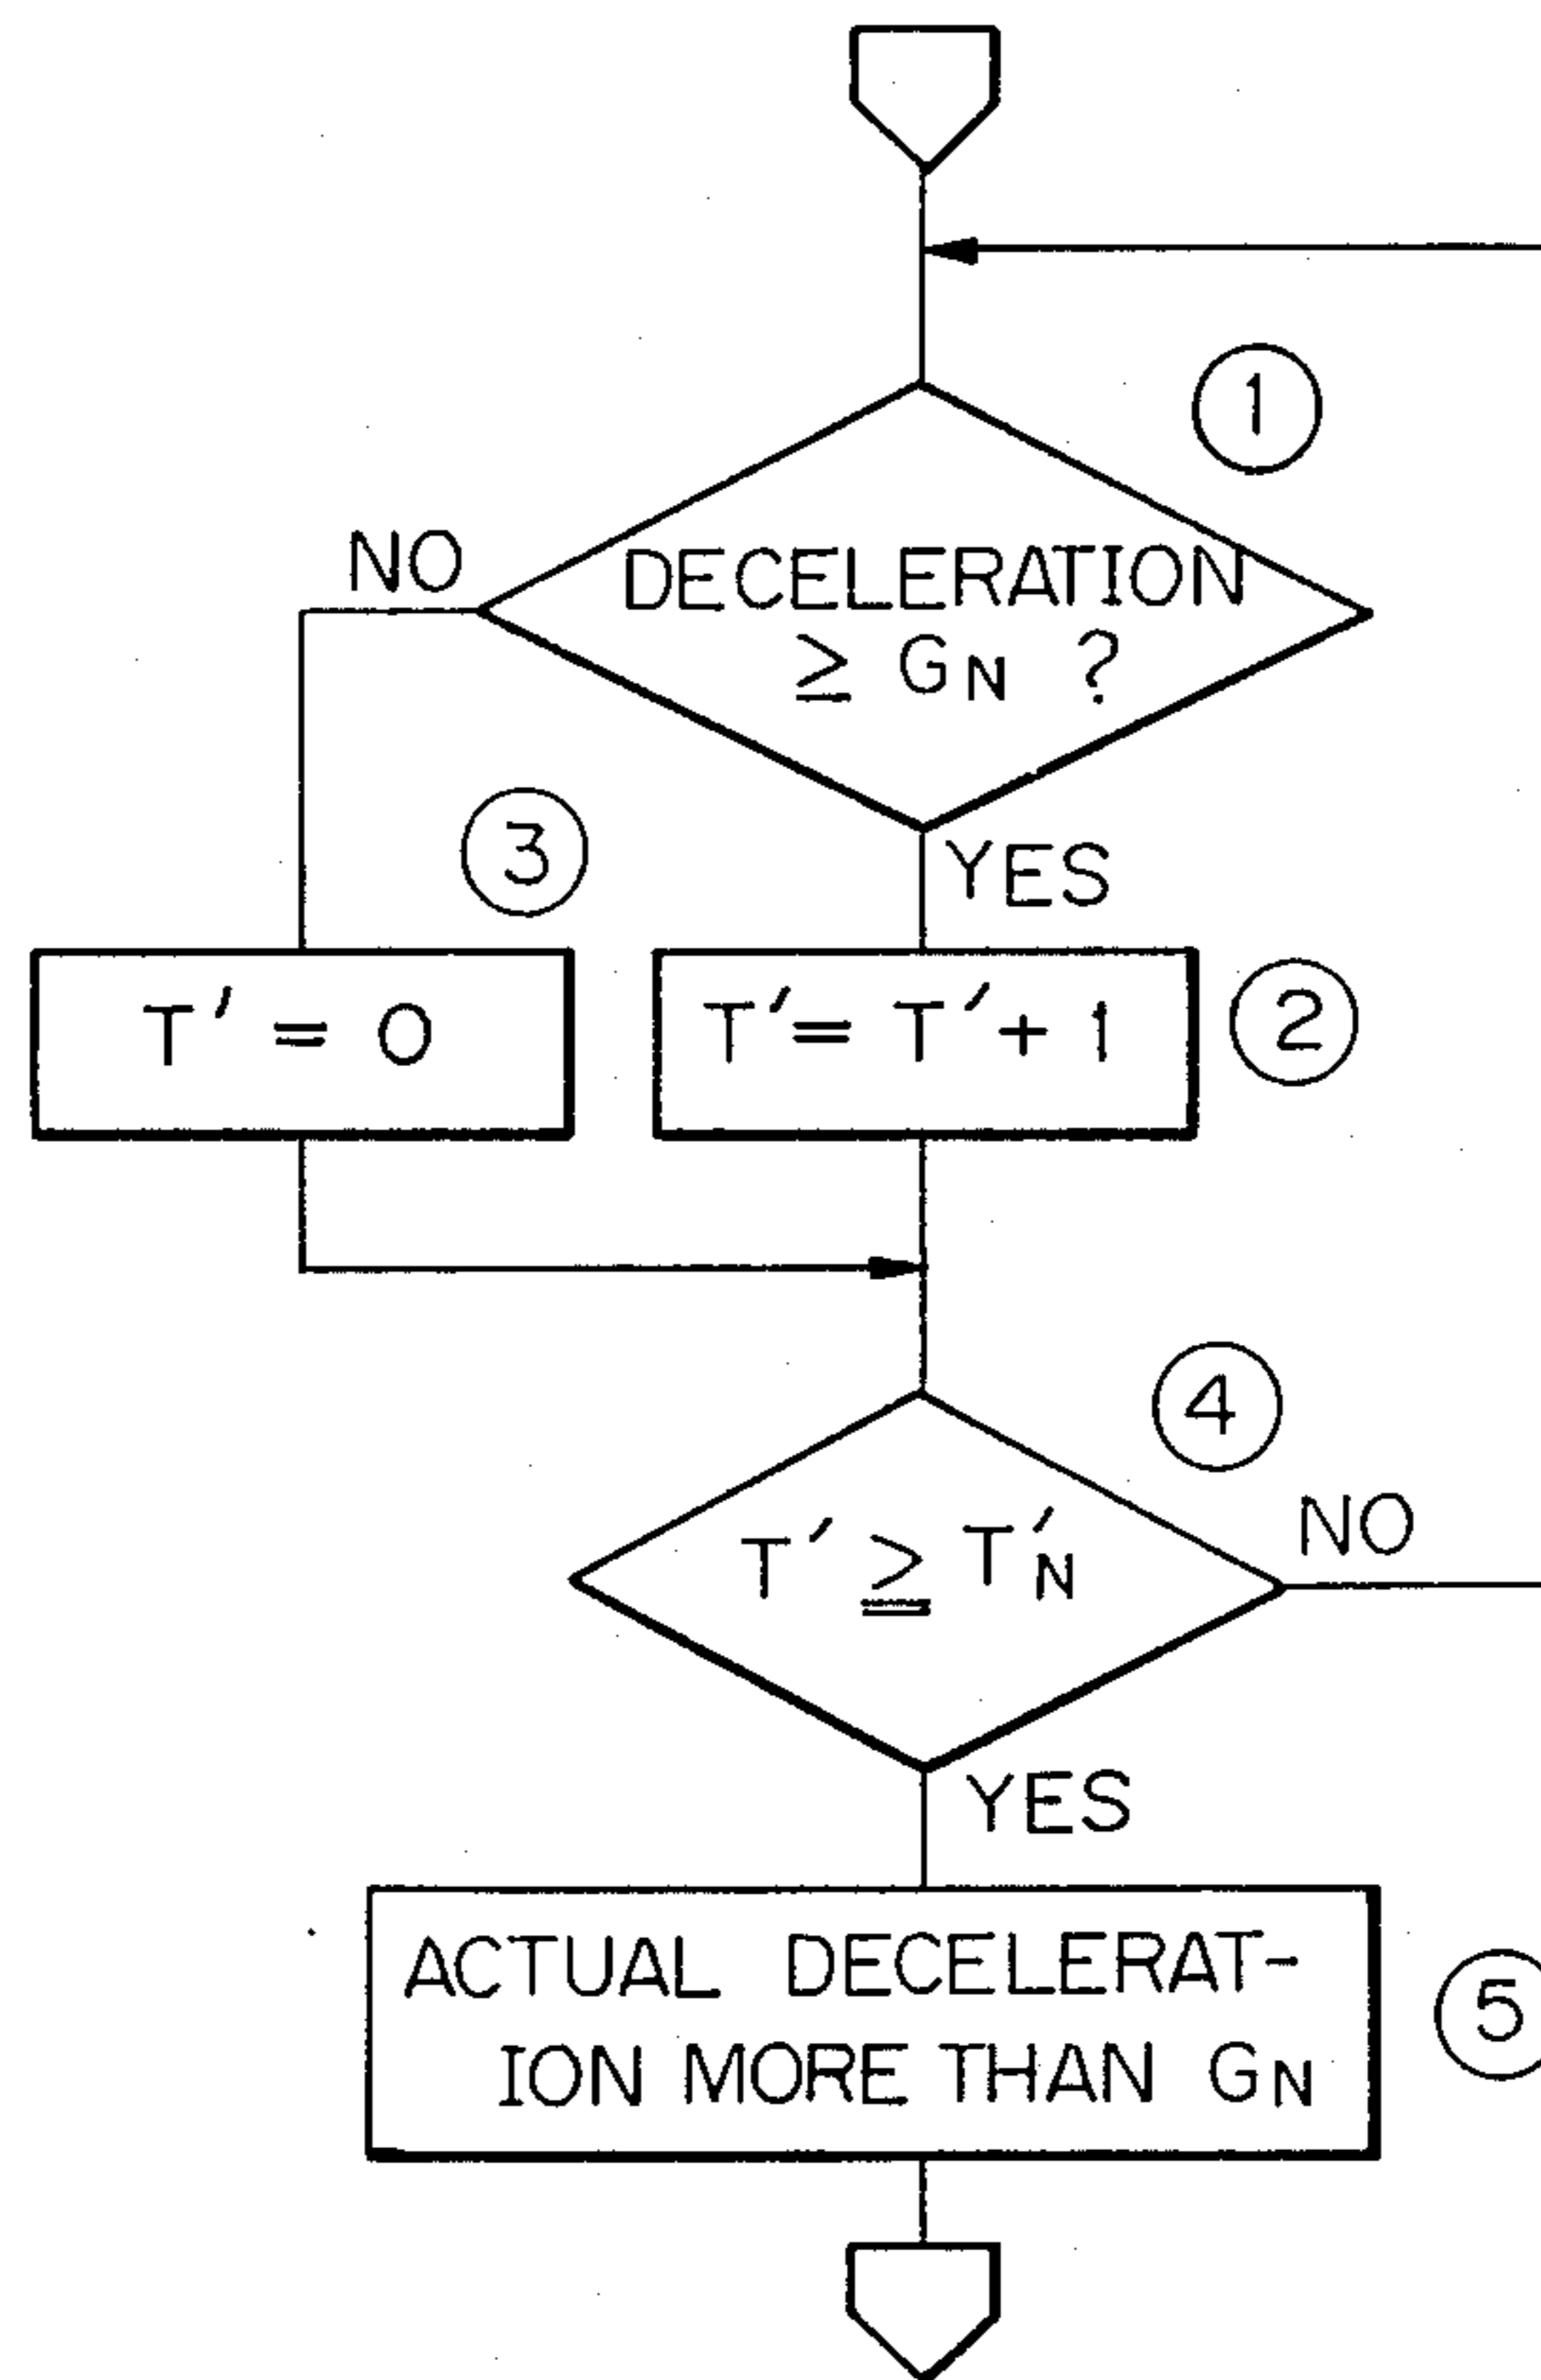 ①
NO
DECELERATION
≥ GN ?
③
YES
T' = 0
T' = T' + 1
②
④
T' ≧ T'N
NO
YES
ACTUAL DECELERAT-
ION MORE THAN GN
⑤